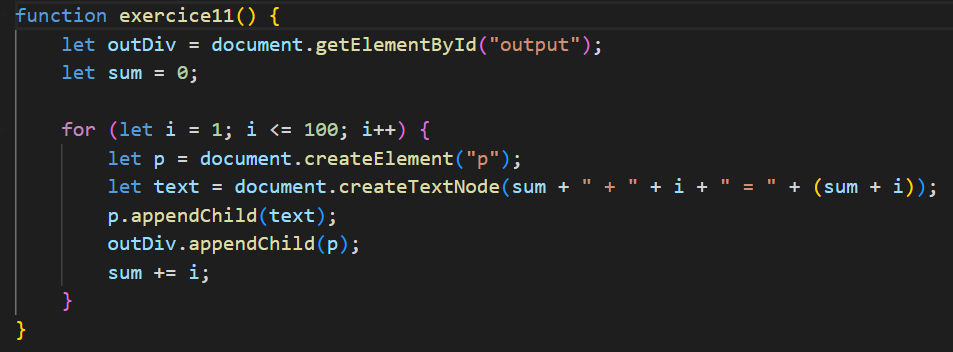 function exercice11() {
    let outDiv = document.getElementById("output");
    let sum = 0;

    for (let i = 1; i <= 100; i++) {
        let p = document.createElement("p");
        let text = document.createTextNode(sum + " + " + i + " = " + (sum + i));
        p.appendChild(text);
        outDiv.appendChild(p);
        sum += i;
    }
}